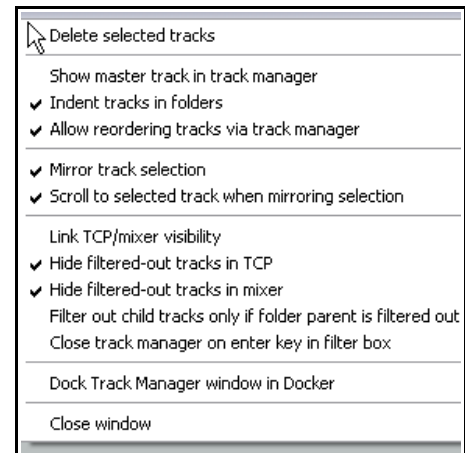 Delete selected tracks
Show master track in track manager
Indent tracks in folders
Allow reordering tracks via track manager
Mirror track selection
Scroll to selected track when mirroring selection
Link TCP/mixer visibility
Hide filtered-out tracks in TCP
Hide filtered-out tracks in mixer
Filter out child tracks only if folder parent is filtered out
Close track manager on enter key in filter box
Dock Track Manager window in Docker
Close window